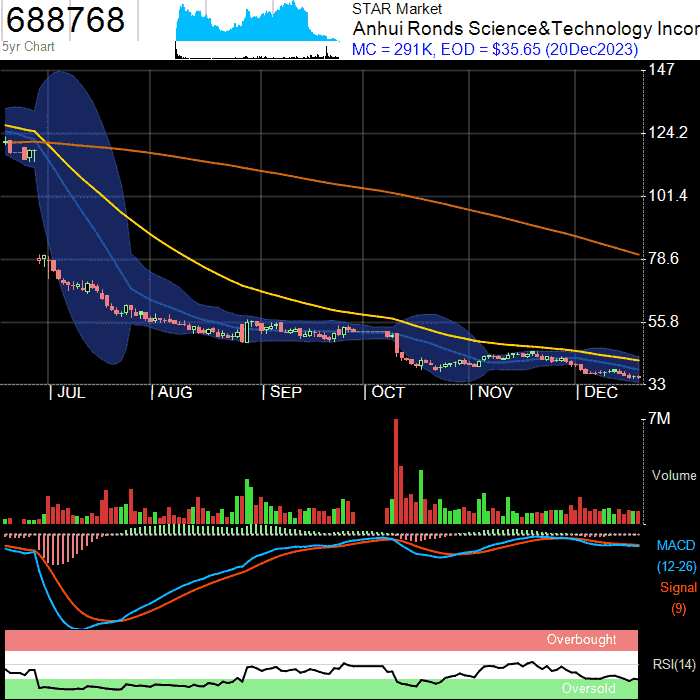 688768
5yr Chart
STAR Market
Anhui Ronds Science&Technology Incor
MC = 291K, EOD = $35.65 (20Dec2023)
147
124.2
101.4
78.6
55.8
33
| JUL | AUG | SEP | OCT | NOV | DEC
7M
Volume
MACD
(12-26)
Signal
(9)
Overbought
RSI(14)
Oversold